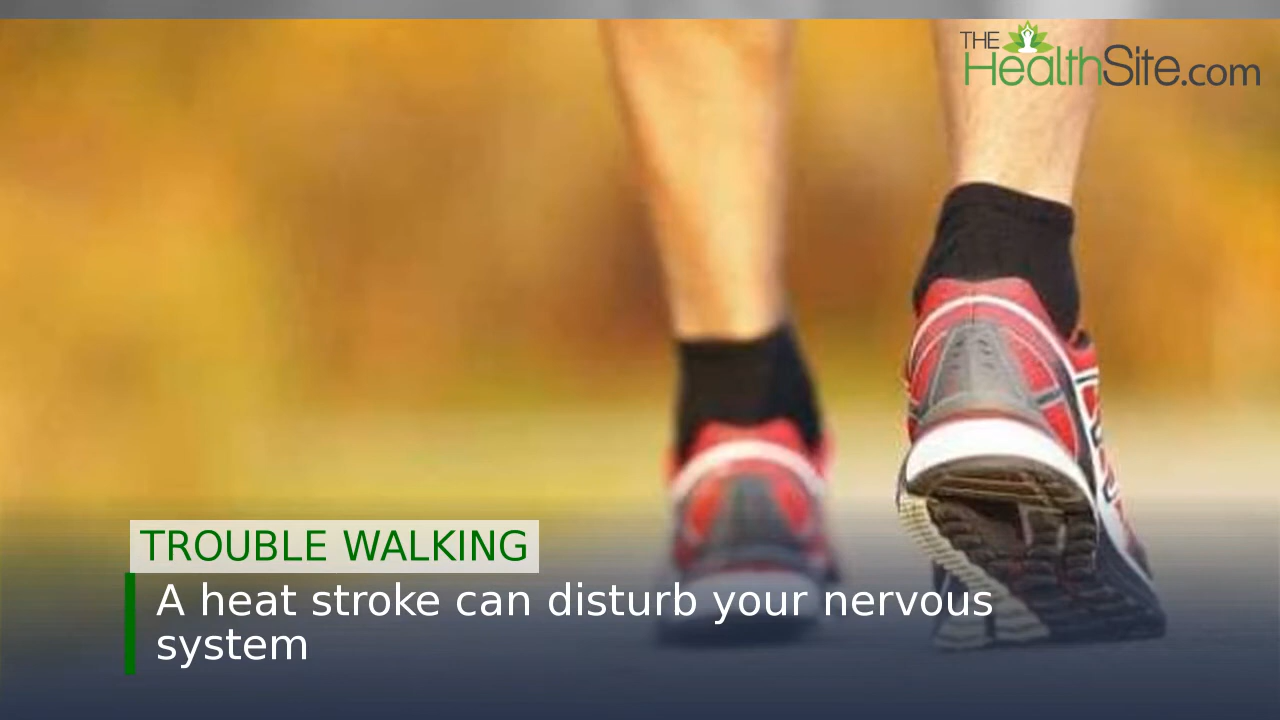 THE
HealthSite.com
TROUBLE WALKING
A heat stroke can disturb your nervous
system